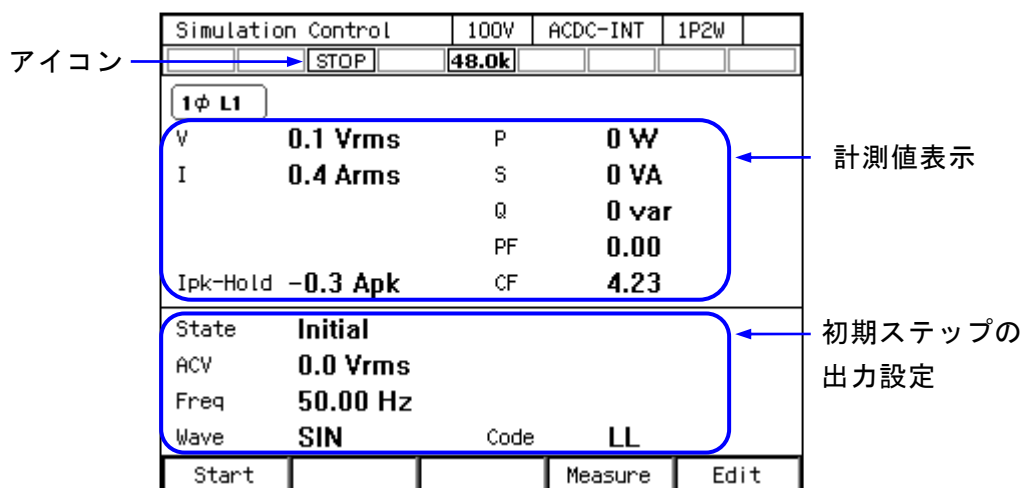 Simulation Control 100V ACDC-INT 1P2W
アイコン STOP 48.0k
1φ L1
V 0.1 Vrms P 0 W
計測値表示
I 0.4 Arms S 0 VA
Q 0 var
PF 0.00
Ipk-Hold -0.3 Apk CF 4.23
State Initial
初期ステップの
ACV 0.0 Vrms
出力設定
Freq 50.00 Hz
Wave SIN Code LL
Start Measure Edit